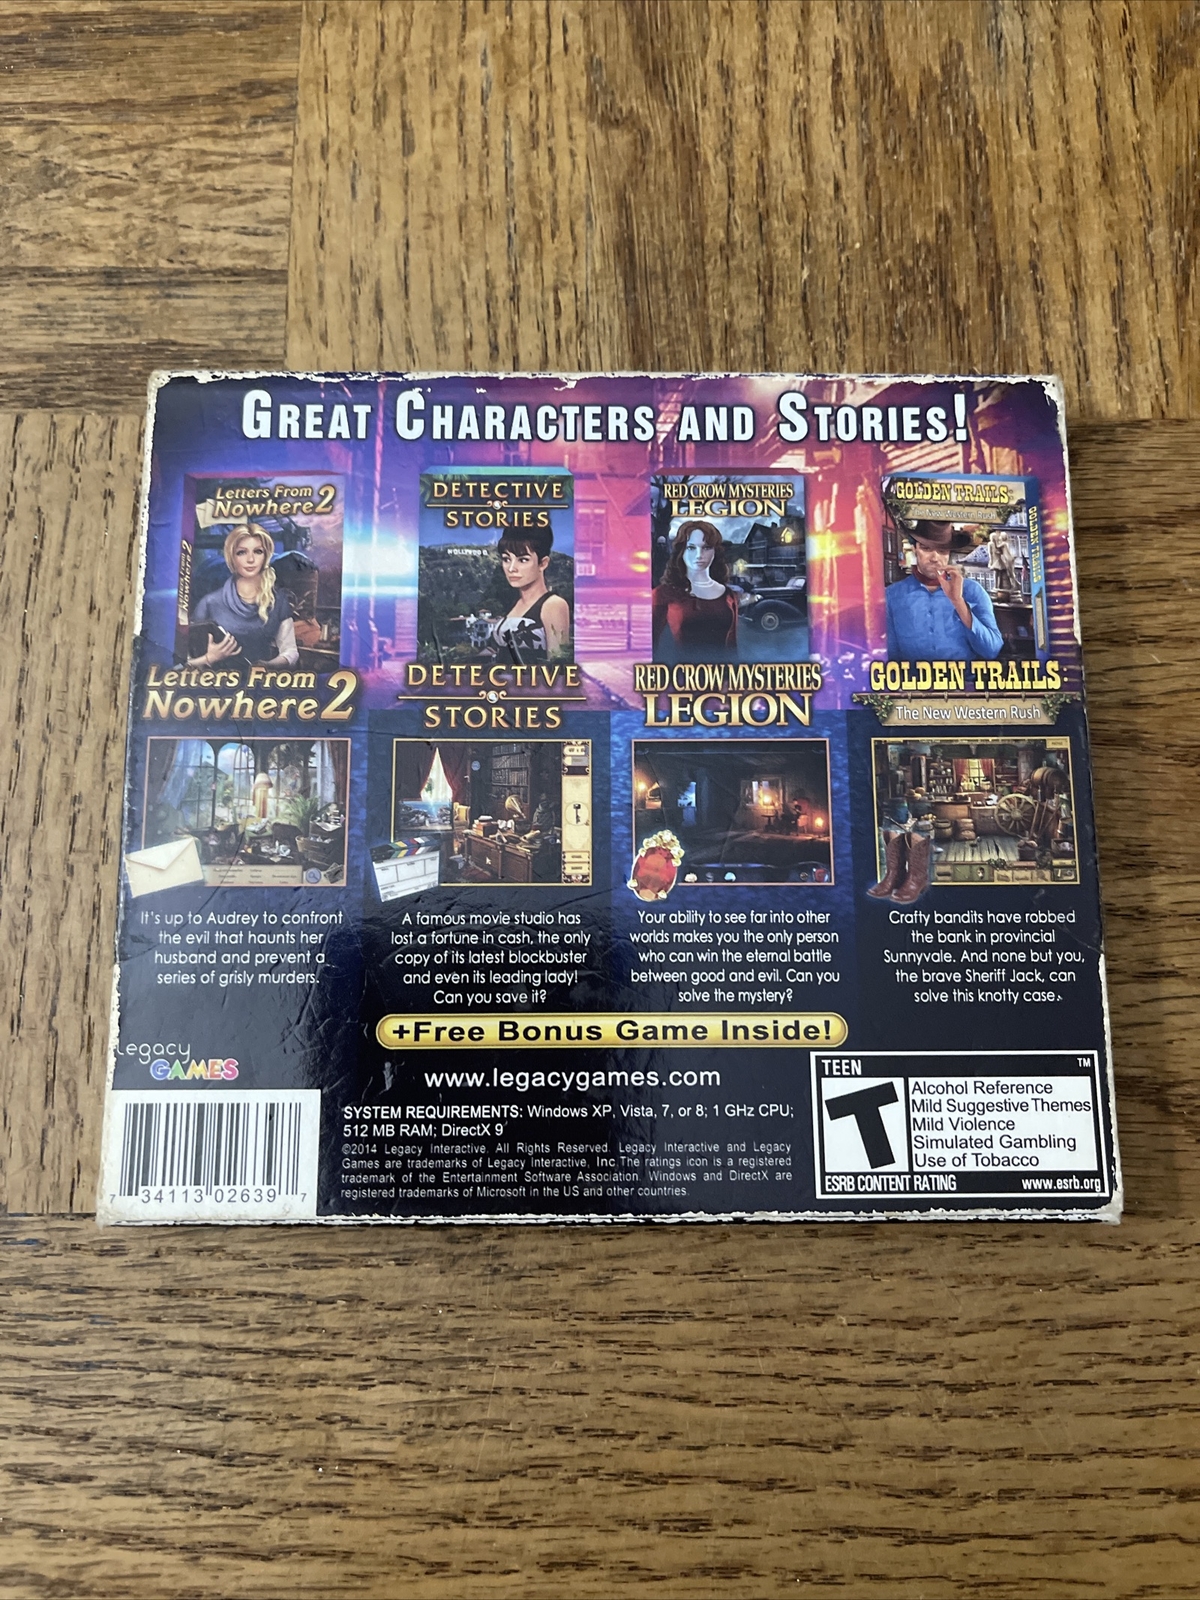 GREAT CHARACTERS AND STORIES!
Letters From
Nowhere 2
Letters From
Nowhere 2
DETECTIVE
STORIES
HOLLYWOOD
RED CROW MYSTERIES
LEGION
GOLDEN TRAILS:
The New Western Rush
GOLDEN TRAILS
Letters From
Nowhere 2
DETECTIVE
STORIES
RED CROW MYSTERIES
LEGION
GOLDEN TRAILS:
The New Western Rush
It's up to Audrey to confront
the evil that haunts her
husband and prevent a
series of grisly murders.
A famous movie studio has
lost a fortune in cash, the only
copy of its latest blockbuster
and even its leading lady!
Can you save it?
Your ability to see far into other
worlds makes you the only person
who can win the eternal battle
between good and evil. Can you
solve the mystery?
Crafty bandits have robbed
the bank in provincial
Sunnyvale. And none but you,
the brave Sheriff Jack, can
solve this knotty case.
+Free Bonus Game Inside!
legacy
GAMES
www.legacygames.com
SYSTEM REQUIREMENTS: Windows XP, Vista, 7, or 8; 1 GHz CPU;
512 MB RAM; DirectX 9
©2014 Legacy Interactive. All Rights Reserved. Legacy Interactive and Legacy
Games are trademarks of Legacy Interactive, Inc The ratings icon is a registered
trademark of the Entertainment Software Association. Windows and DirectX are
registered trademarks of Microsoft in the US and other countries.
7 34113 02639 7
TEEN
TM
T
Alcohol Reference
Mild Suggestive Themes
Mild Violence
Simulated Gambling
Use of Tobacco
ESRB CONTENT RATING www.esrb.org